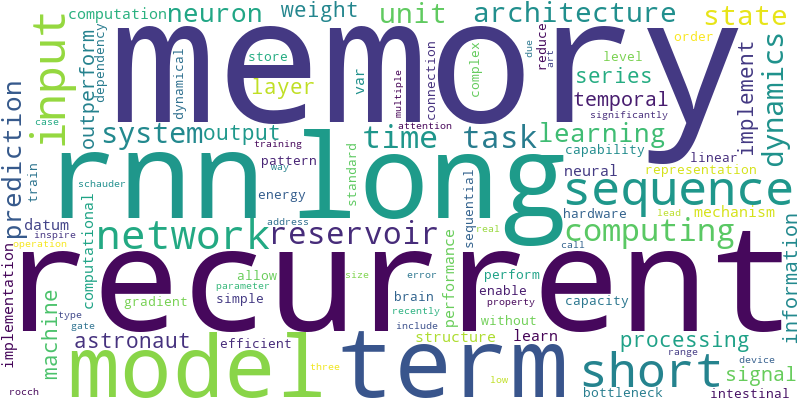 computation neuron weight unit architecture state
input dependency outperform dynamical store memory var multiple connection complex due art reduce order level series implement dynamics
layer temporal significantly
system output attention time task learning
training
prediction train case rnn long pattern standard capability linear
way neural representation
schauder energy sequential sequence
datum hardware lead mechanism
inspire network address reservoir real computing information
operation computational recurrent call
implementation machine allow size error perform brain performance enable capacity
gradient parameter property
type simple recently include without
gate model term structure learn processing
astronaut efficient short range device signal
three low
rocch bottleneck intestinal